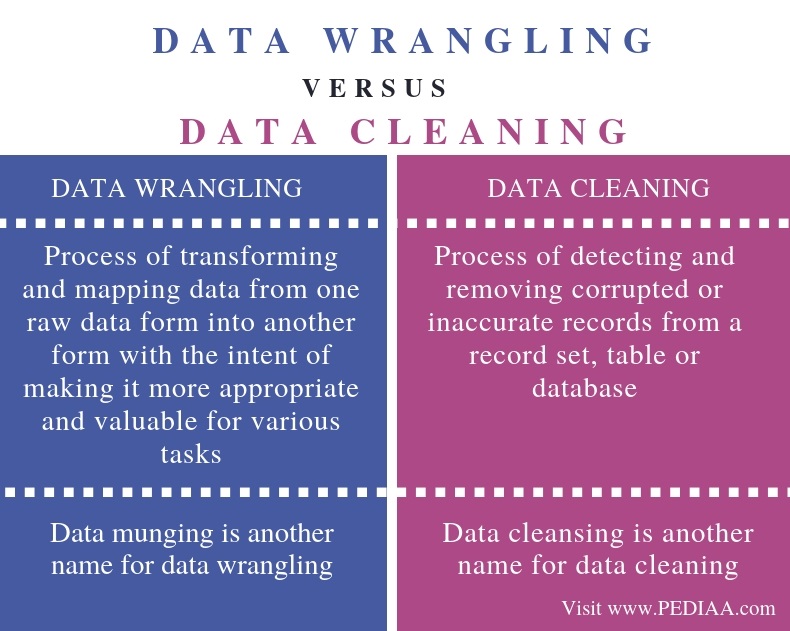 DATA WRANGLING
VERSUS
DATA CLEANING
DATA WRANGLING
Process of transforming
and mapping data from one
raw data form into another
form with the intent of
making it more appropriate
and valuable for various
tasks
Data munging is another
name for data wrangling
DATA CLEANING
Process of detecting and
removing corrupted or
inaccurate records from a
record set, table or
database
Data cleansing is another
name for data cleaning
Visit www.PEDIAA.com